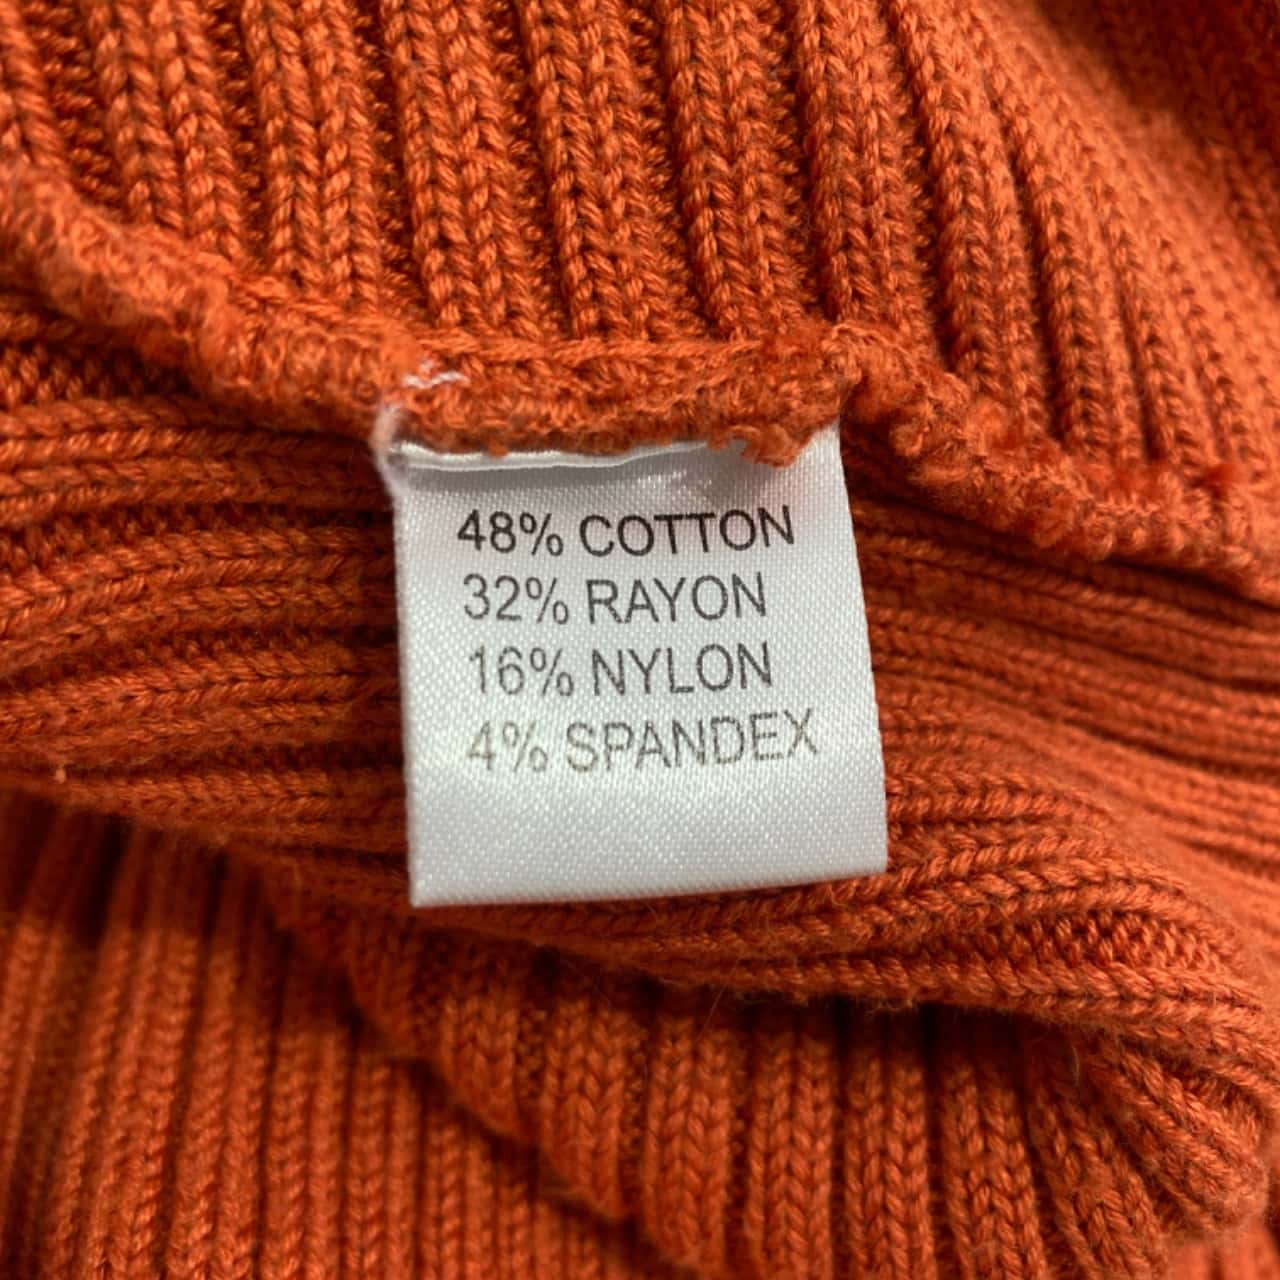 48% COTTON
32% RAYON
16% NYLON
4% SPANDEX